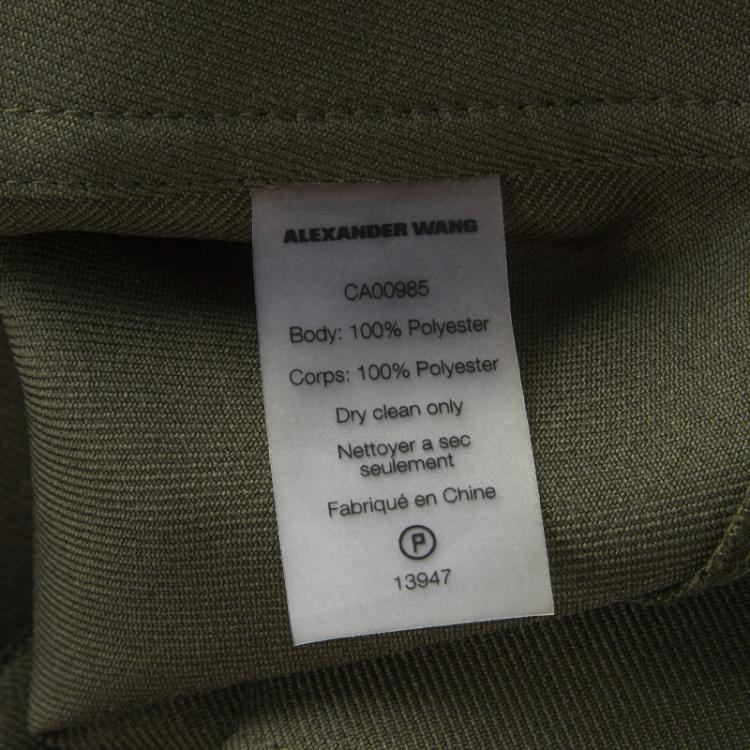 ALEXANDER WANG
CA00985
Body: 100% Polyester
Corps: 100% Polyester
Dry clean only
Nettoyer a sec
seulement
Fabriqué en Chine
P
13947